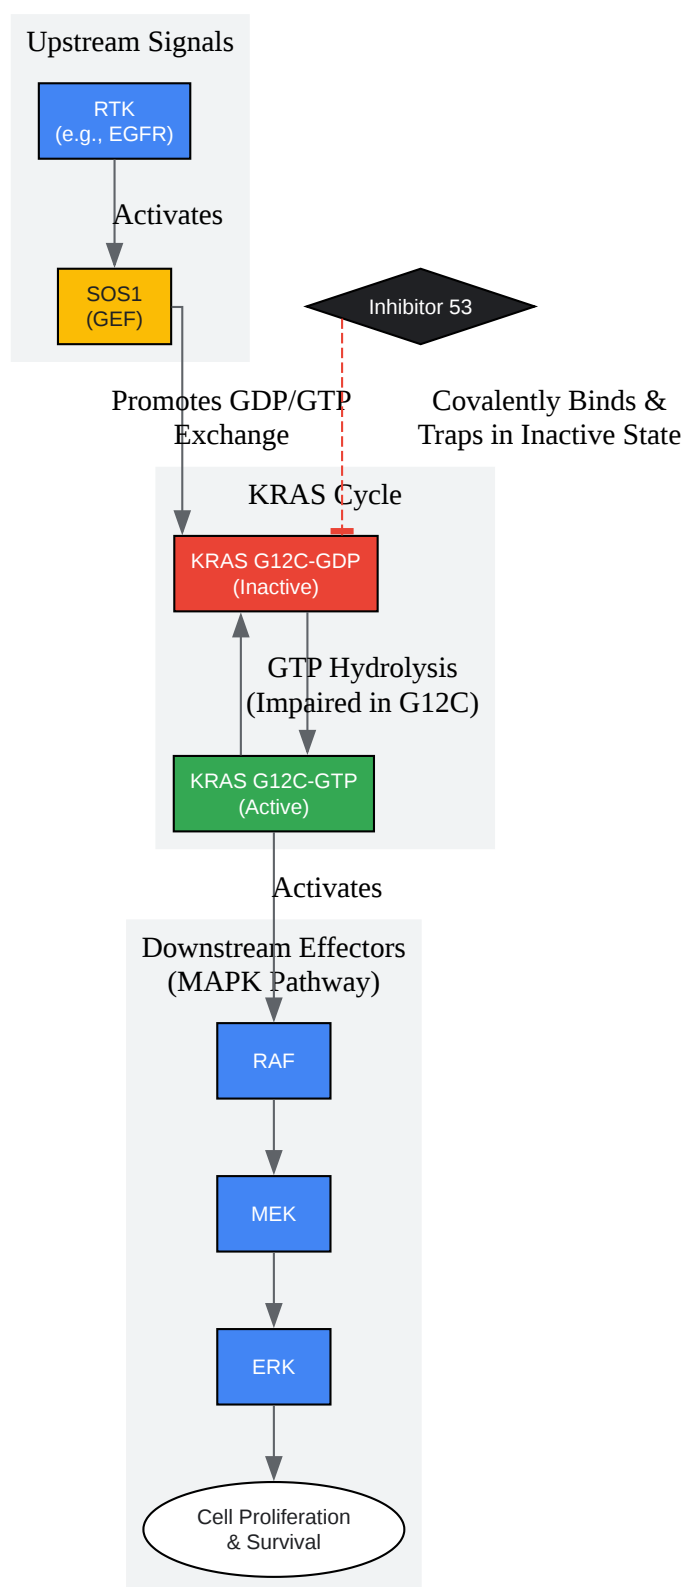 Upstream Signals
RTK
(e.g., EGFR)
Activates
SOS1
(GEF)
Inhibitor 53
Promotes GDP/GTP
Exchange
Covalently Binds &
Traps in Inactive State
KRAS Cycle
KRAS G12C-GDP
(Inactive)
GTP Hydrolysis
(Impaired in G12C)
KRAS G12C-GTP
(Active)
Activates
Downstream Effectors
(MAPK Pathway)
RAF
MEK
ERK
Cell Proliferation
& Survival